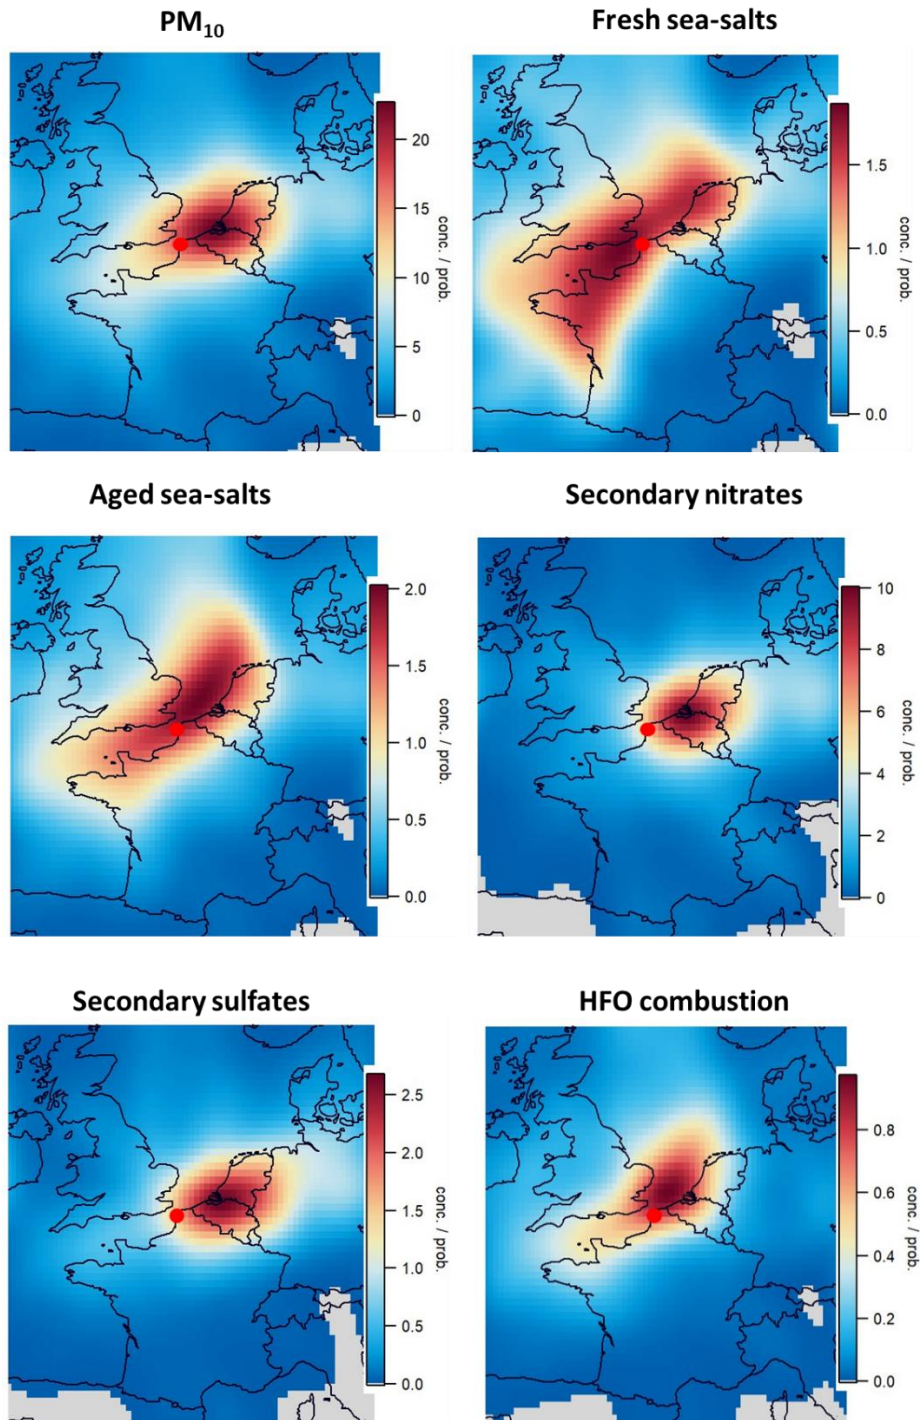 PM₁₀
Fresh sea-salts
20
15
10
5
0
conc. / prob.
1.5
1.0
0.5
0.0
conc. / prob.
Aged sea-salts
Secondary nitrates
2.0
1.5
1.0
0.5
0.0
conc. / prob.
10
8
6
4
2
0
conc. / prob.
Secondary sulfates
HFO combustion
2.5
2.0
1.5
1.0
0.5
0.0
conc. / prob.
0.8
0.6
0.4
0.2
0.0
conc. / prob.